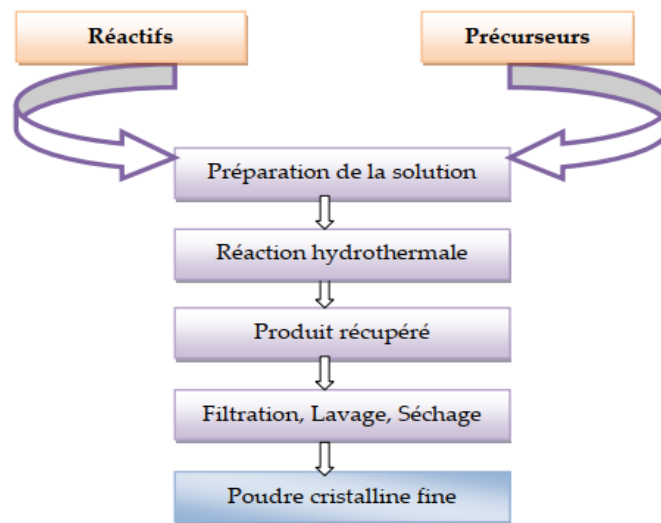 Réactifs
Précurseurs
Préparation de la solution
Réaction hydrothermale
Produit récupéré
Filtration, Lavage, Séchage
Poudre cristalline fine